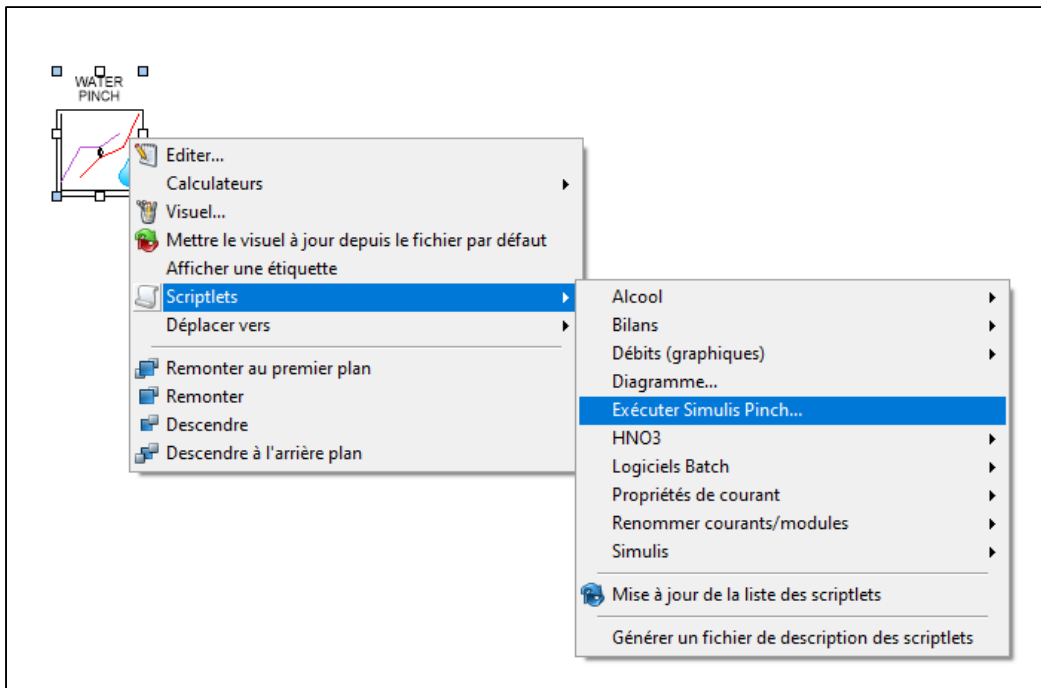 WATER
PINCH
Editer...
Calculateurs
Visuel...
Mettre le visuel à jour depuis le fichier par défaut
Afficher une étiquette
Scriptlets
Déplacer vers
Remonter au premier plan
Remonter
Descendre
Descendre à l'arrière plan
Alcool
Bilans
Débits (graphiques)
Diagramme...
Exécuter Simulis Pinch...
HNO3
Logiciels Batch
Propriétés de courant
Renommer courants/modules
Simulis
Mise à jour de la liste des scriptlets
Générer un fichier de description des scriptlets